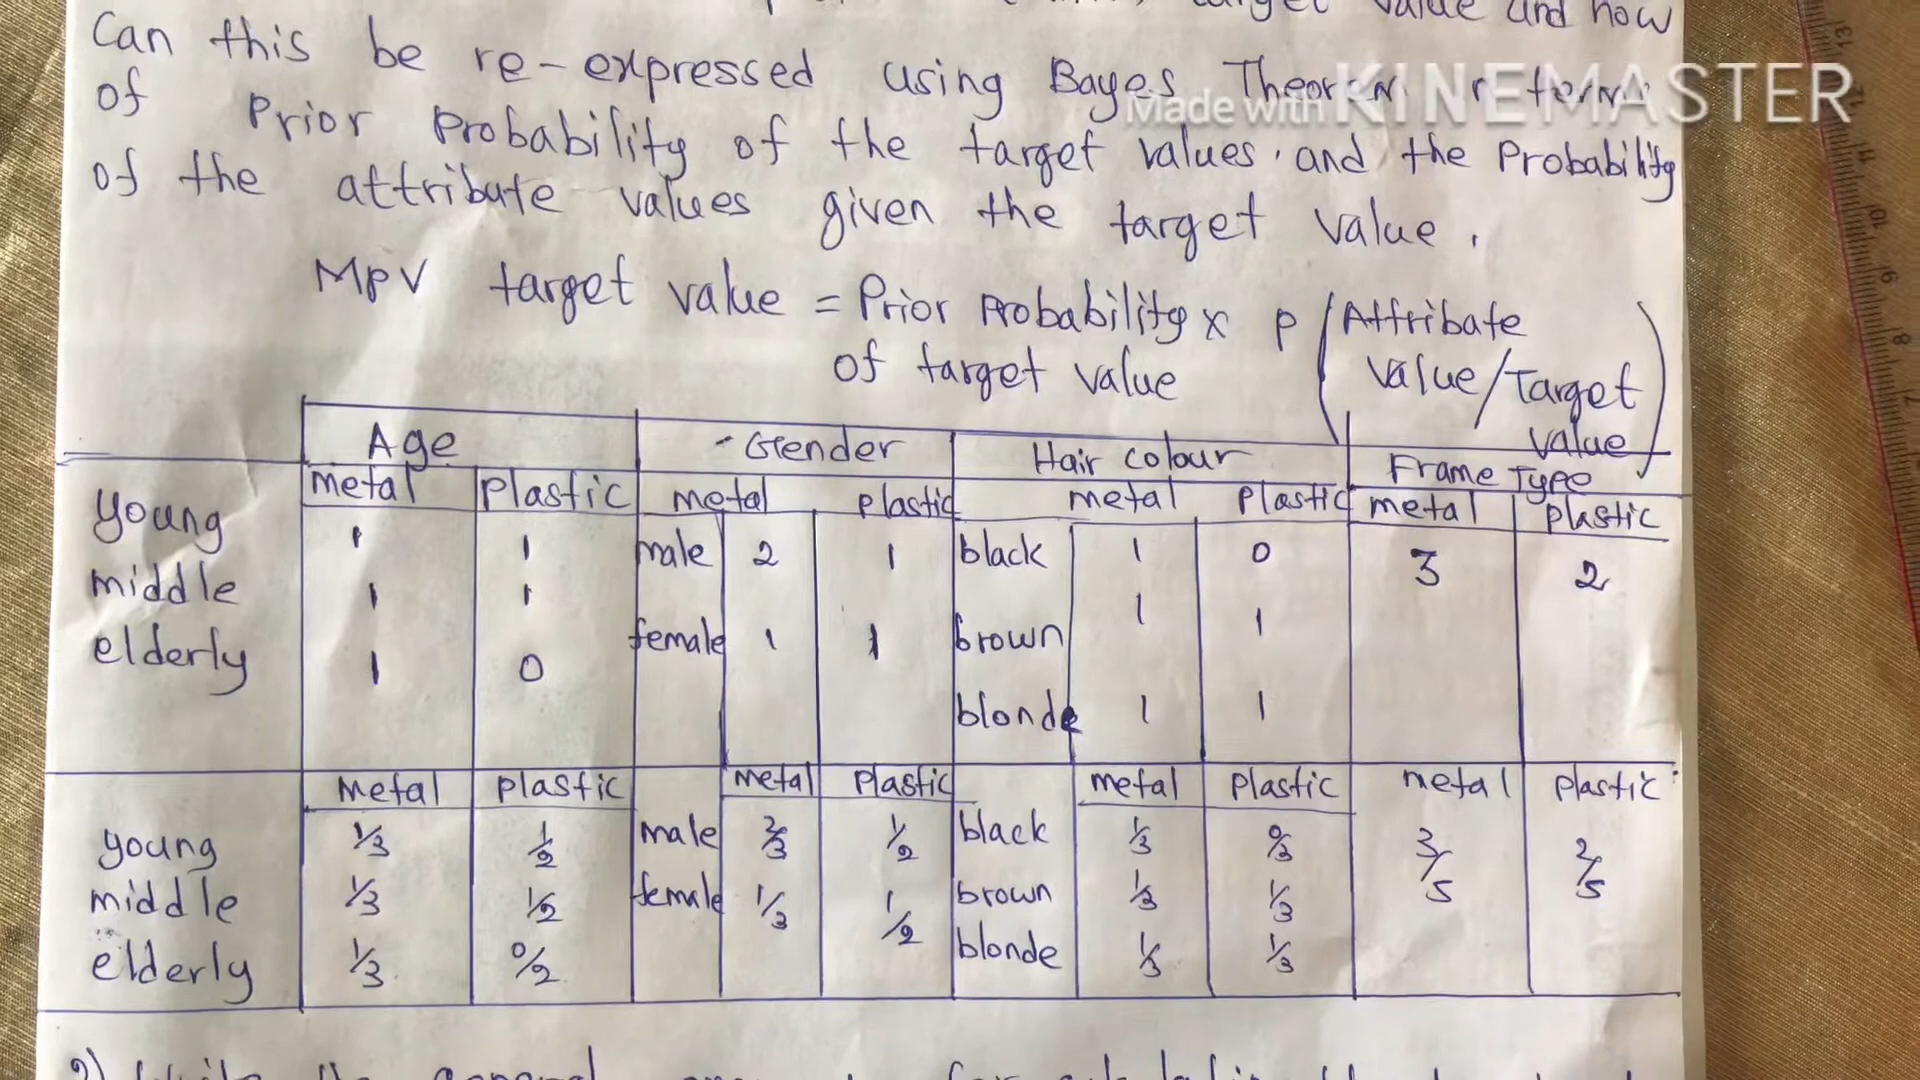 target value and how
Can this be re-expressed using Bayes Theorem
Made with KINEMASTER
of Prior Probability of the target values and the Probability
of the attribute values given the target value.
MPV target value = Prior Probability x P (Attribute
of target value Value/Target
value)
Age Gender Hair colour Frame Type
metal plastic metal plastic metal plastic metal plastic
young 1 1 male 2 1 black 1 0 3 2
middle 1 1 female 1 1 brown 1 1
elderly 1 0 blonde 1 1
metal plastic metal plastic metal plastic metal plastic
young 1/3 1/2 male 2/3 1/2 black 1/3 0/3 3/5 2/5
middle 1/3 1/2 female 1/3 1/2 brown 1/3 1/3
elderly 1/3 0/2 blonde 1/3 1/3